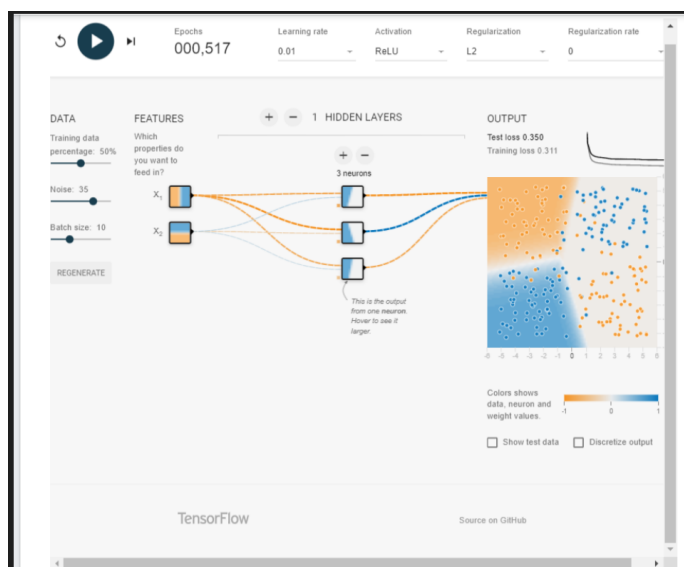 Epochs
000,517
Learning rate
0.01
Activation
ReLU
Regularization
L2
Regularization rate
0
DATA
Training data
percentage: 50%
Noise: 35
Batch size: 10
REGENERATE
FEATURES
Which
properties do
you want to
feed in?
X1
X2
+ − 1 HIDDEN LAYERS
+ −
3 neurons
This is the output
from one neuron.
Hover to see it
larger.
OUTPUT
Test loss 0.350
Training loss 0.311
-6 -5 -4 -3 -2 -1 0 1 2 3 4 5 6
Colors shows
data, neuron and
weight values.
-1 0 1
Show test data
Discretize output
TensorFlow
Source on GitHub